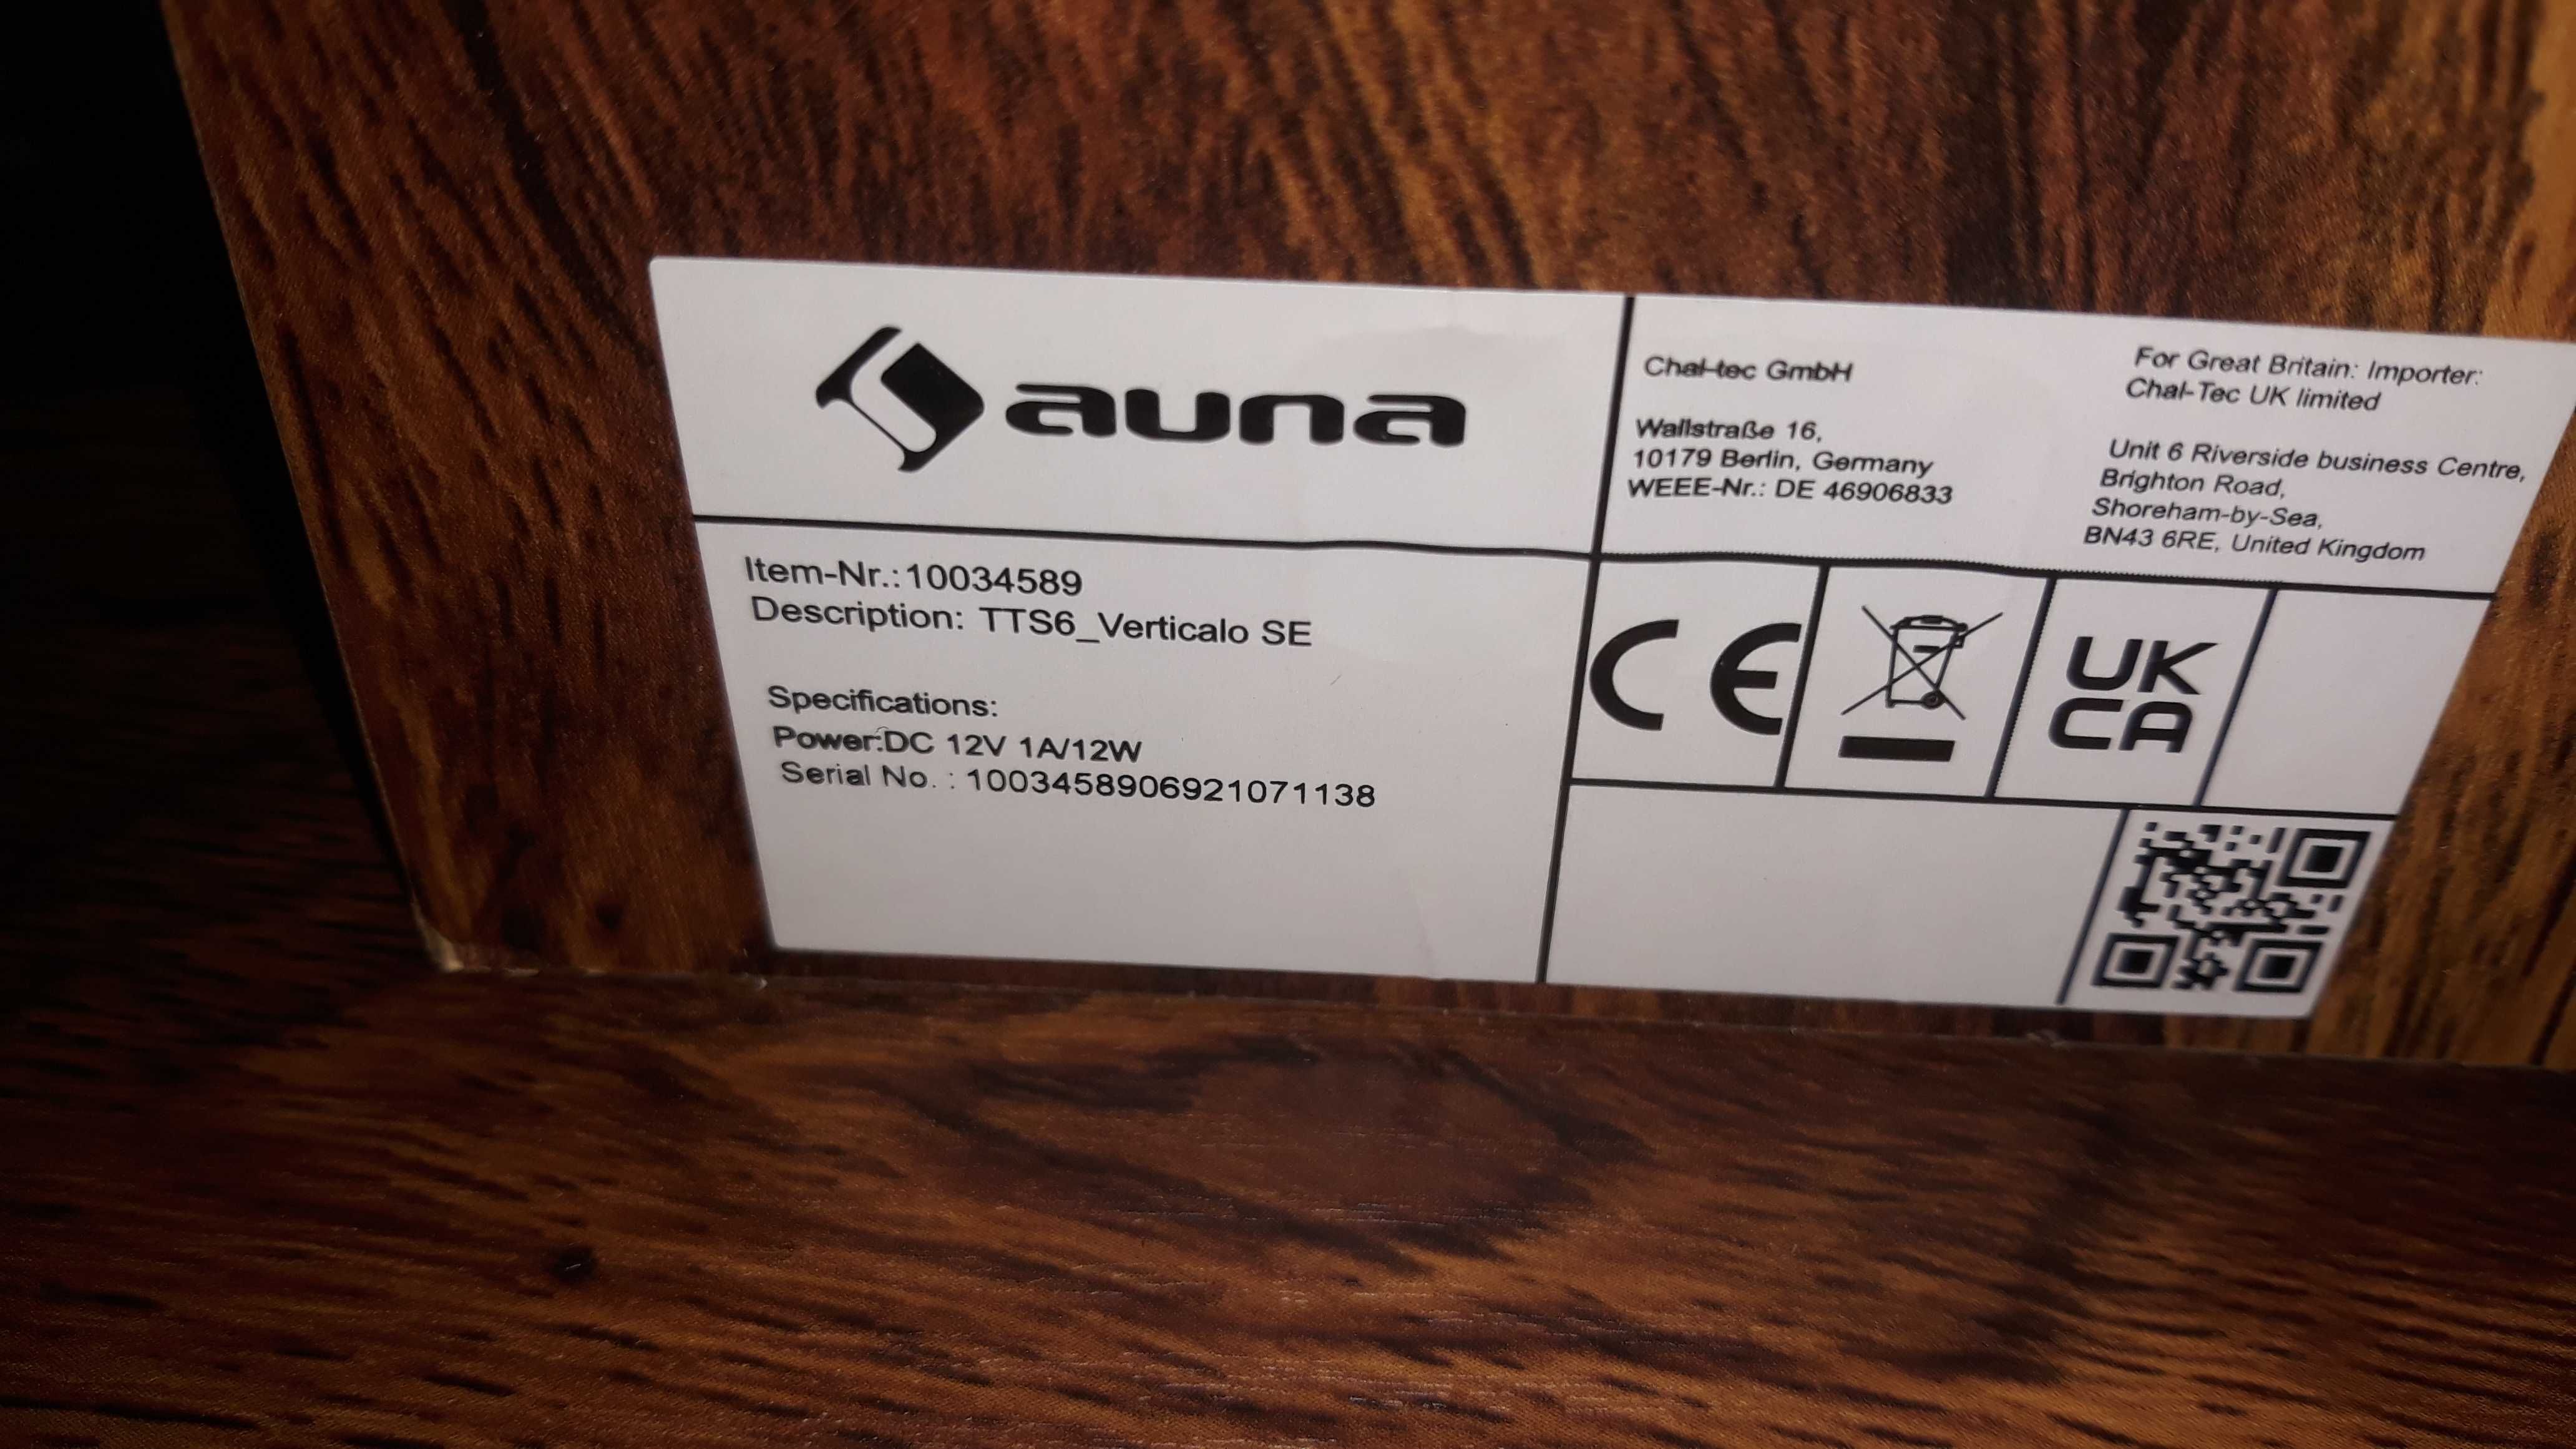 auna
Chal-tec GmbH
Wallstraße 16,
10179 Berlin, Germany
WEEE-Nr.: DE 46906833
For Great Britain: Importer:
Chal-Tec UK limited
Unit 6 Riverside business Centre,
Brighton Road,
Shoreham-by-Sea,
BN43 6RE, United Kingdom
Item-Nr.:10034589
Description: TTS6_Verticalo SE
Specifications:
Power:DC 12V 1A/12W
Serial No. : 1003458906921071138
CE
UK
CA